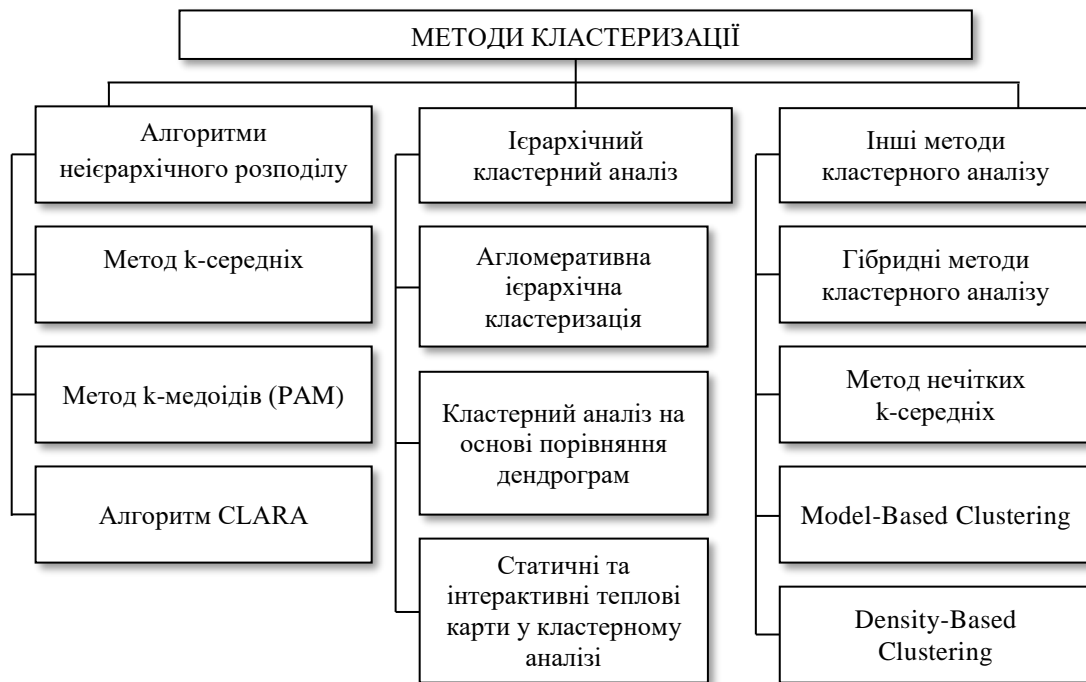 МЕТОДИ КЛАСТЕРИЗАЦІЇ
Алгоритми
неієрархічного розподілу
Метод k-середніх
Метод k-медоїдів (PAM)
Алгоритм CLARA
Ієрархічний
кластерний аналіз
Агломеративна
ієрархічна
кластеризація
Кластерний аналіз на
основі порівняння
дендрограм
Статичні та
інтерактивні теплові
карти у кластерному
аналізі
Інші методи
кластерного аналізу
Гібридні методи
кластерного аналізу
Метод нечітких
k-середніх
Model-Based Clustering
Density-Based
Clustering